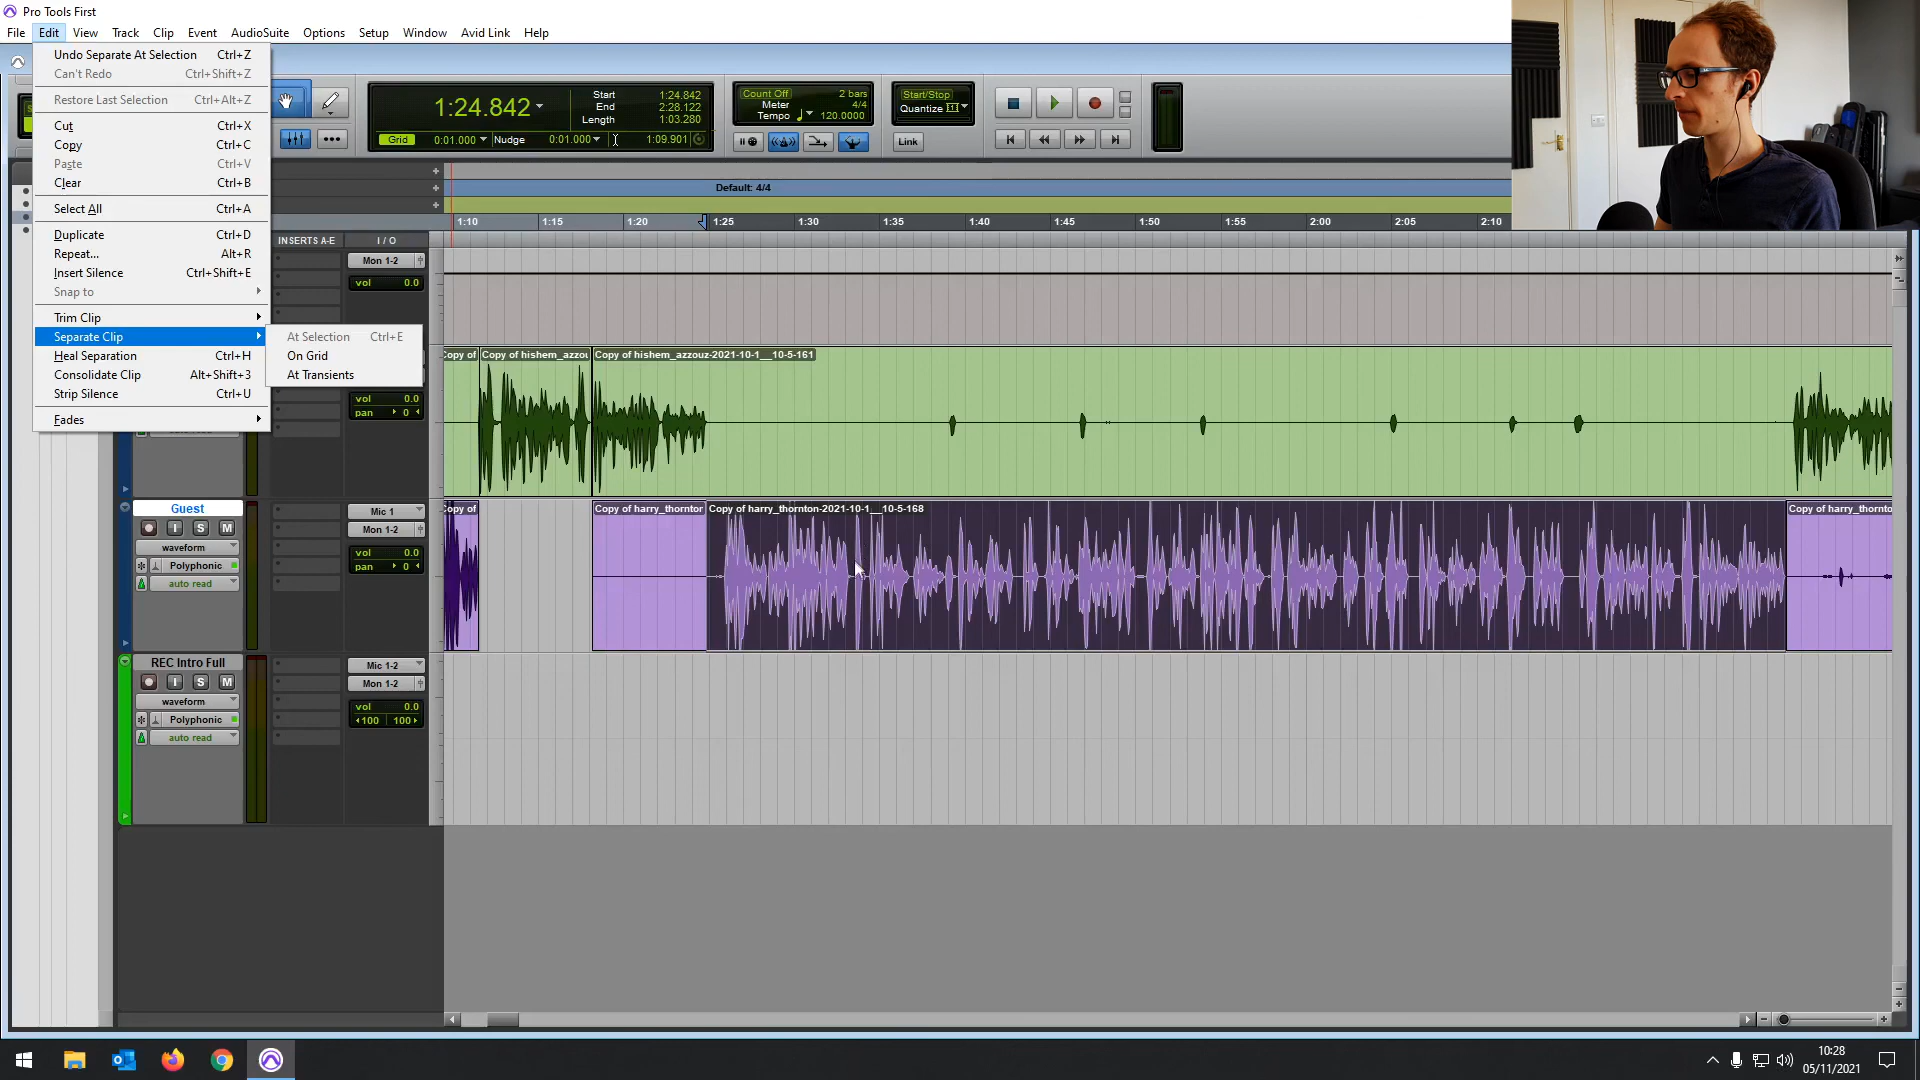 Pro Tools First
File Edit View Track Clip Event AudioSuite Options Setup Window Avid Link Help
Undo Separate At Selection Ctrl+Z
Can't Redo Ctrl+Shift+Z
Restore Last Selection Ctrl+Alt+Z
Cut Ctrl+X
Copy Ctrl+C
Paste Ctrl+V
Clear Ctrl+B
Select All Ctrl+A
Duplicate Ctrl+D
Repeat... Alt+R
Insert Silence Ctrl+Shift+E
Snap to
Trim Clip
Separate Clip
Heal Separation Ctrl+H
Consolidate Clip Alt+Shift+3
Strip Silence Ctrl+U
Fades
At Selection Ctrl+E
On Grid
At Transients
1:24.842
Start 1:24.842
End 2:28.122
Length 1:03.280
Grid 0:01.000 Nudge 0:01.000 1:09.901
Count Off 2 bars
Meter 4/4
Tempo 120.0000
Start/Stop
Quantize
Link
Default: 4/4
1:10 1:15 1:20 1:25 1:30 1:35 1:40 1:45 1:50 1:55 2:00 2:05 2:10
INSERTS A-E I / O
Mon 1-2
vol 0.0
Copy of
Copy of hishem_azzou
Copy of hishem_azzouz-2021-10-1__10-5-161
vol 0.0
pan 0
Guest
I S M
waveform
Polyphonic
auto read
Mic 1
Mon 1-2
vol 0.0
pan 0
Copy of
Copy of harry_thorntor
Copy of harry_thornton-2021-10-1__10-5-168
Copy of harry_thornto
REC Intro Full
I S M
waveform
Polyphonic
auto read
Mic 1-2
Mon 1-2
vol 0.0
100 100
10:28
05/11/2021